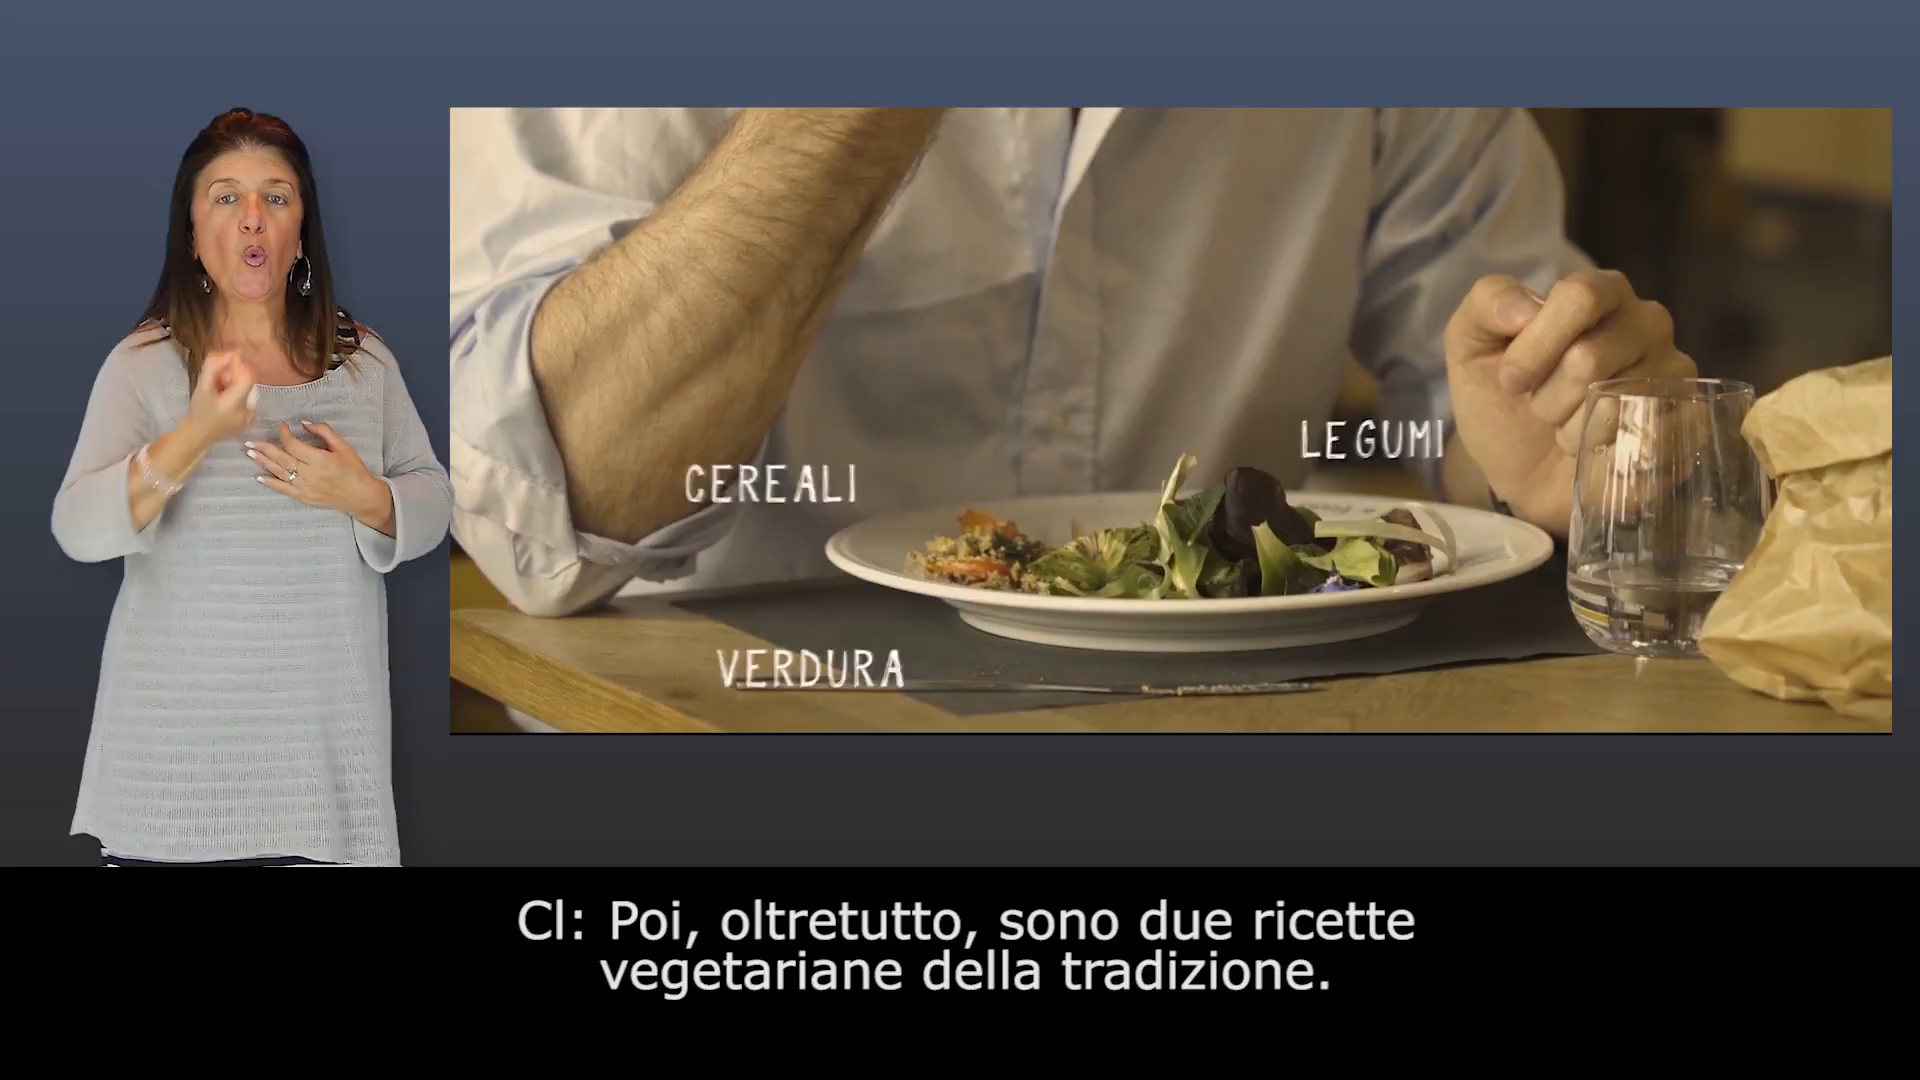 LEGUMI
CEREALI
VERDURA
Cl: Poi, oltretutto, sono due ricette
vegetariane della tradizione.